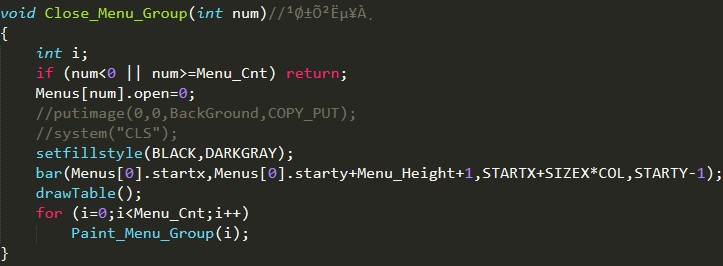 void Close_Menu_Group(int num)//¹Ø±Õ²Ëµ¥À¸
{
    int i;
    if (num<0 || num>=Menu_Cnt) return;
    Menus[num].open=0;
    //putimage(0,0,BackGround,COPY_PUT);
    //system("CLS");
    setfillstyle(BLACK,DARKGRAY);
    bar(Menus[0].startx,Menus[0].starty+Menu_Height+1,STARTX+SIZEX*COL,STARTY-1);
    drawTable();
    for (i=0;i<Menu_Cnt;i++)
        Paint_Menu_Group(i);
}